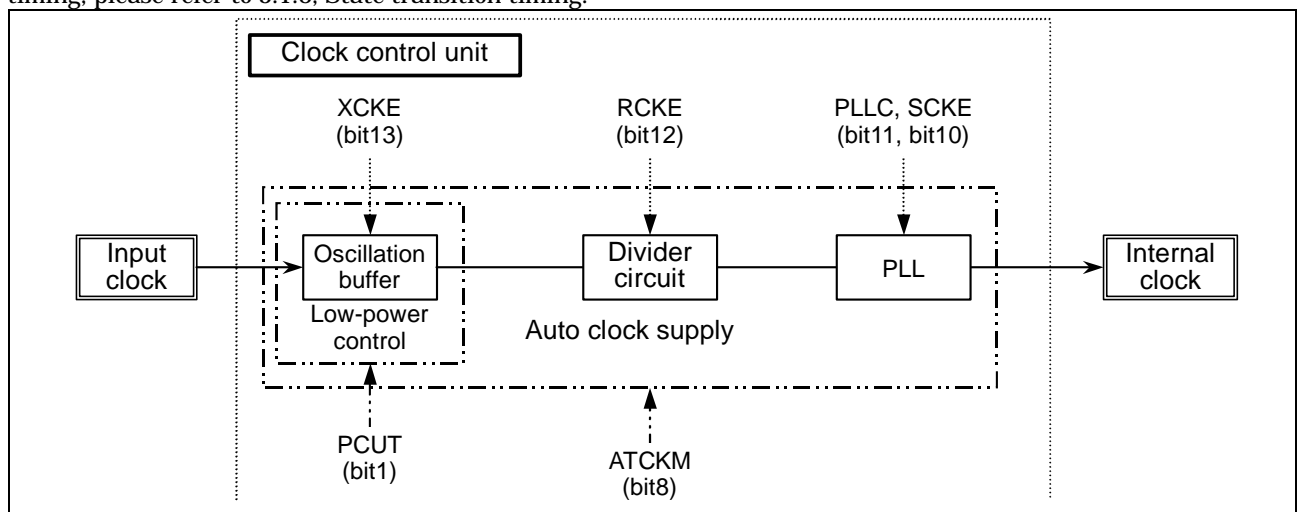 timing, please refer to 3.1.6, State transition timing.
Clock control unit
XCKE
(bit13)
RCKE
(bit12)
PLLC, SCKE
(bit11, bit10)
Input
clock
Oscillation
buffer
Low-power
control
Divider
circuit
PLL
Internal
clock
Auto clock supply
PCUT
(bit1)
ATCKM
(bit8)